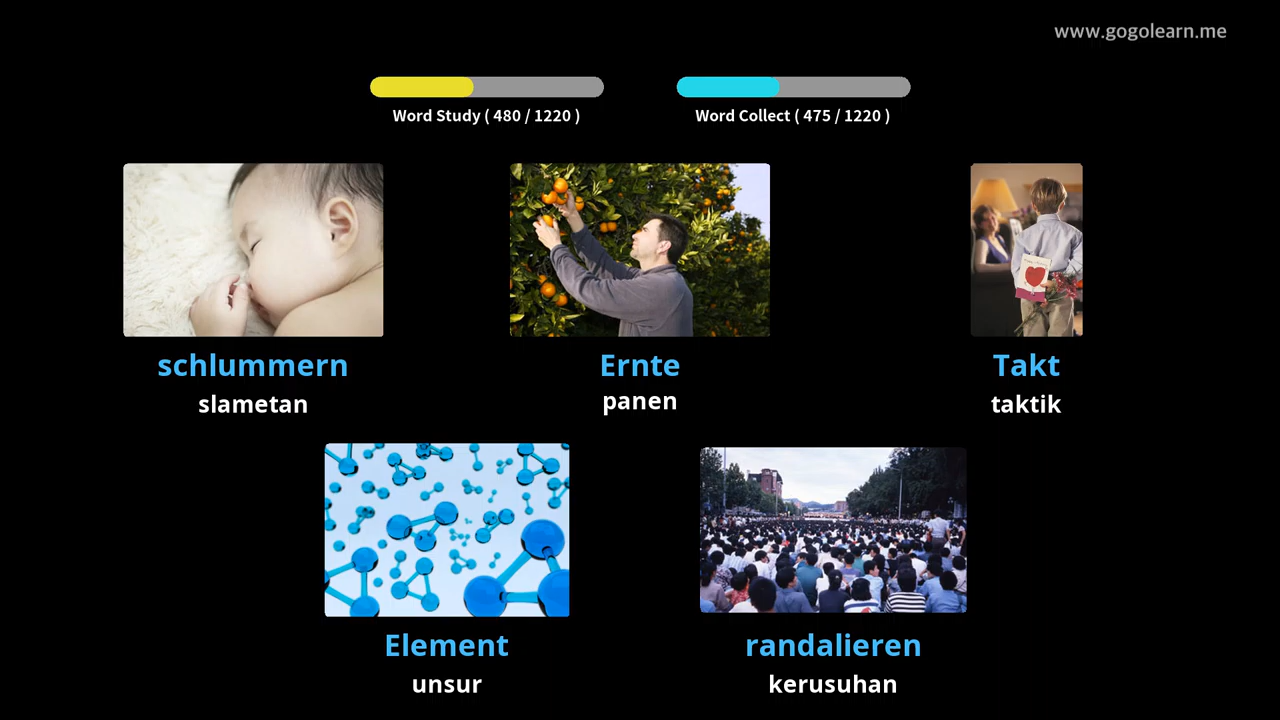 www.gogolearn.me
Word Study ( 480 / 1220 )
Word Collect ( 475 / 1220 )
schlummern
slametan
Ernte
panen
Takt
taktik
Element
unsur
randalieren
kerusuhan